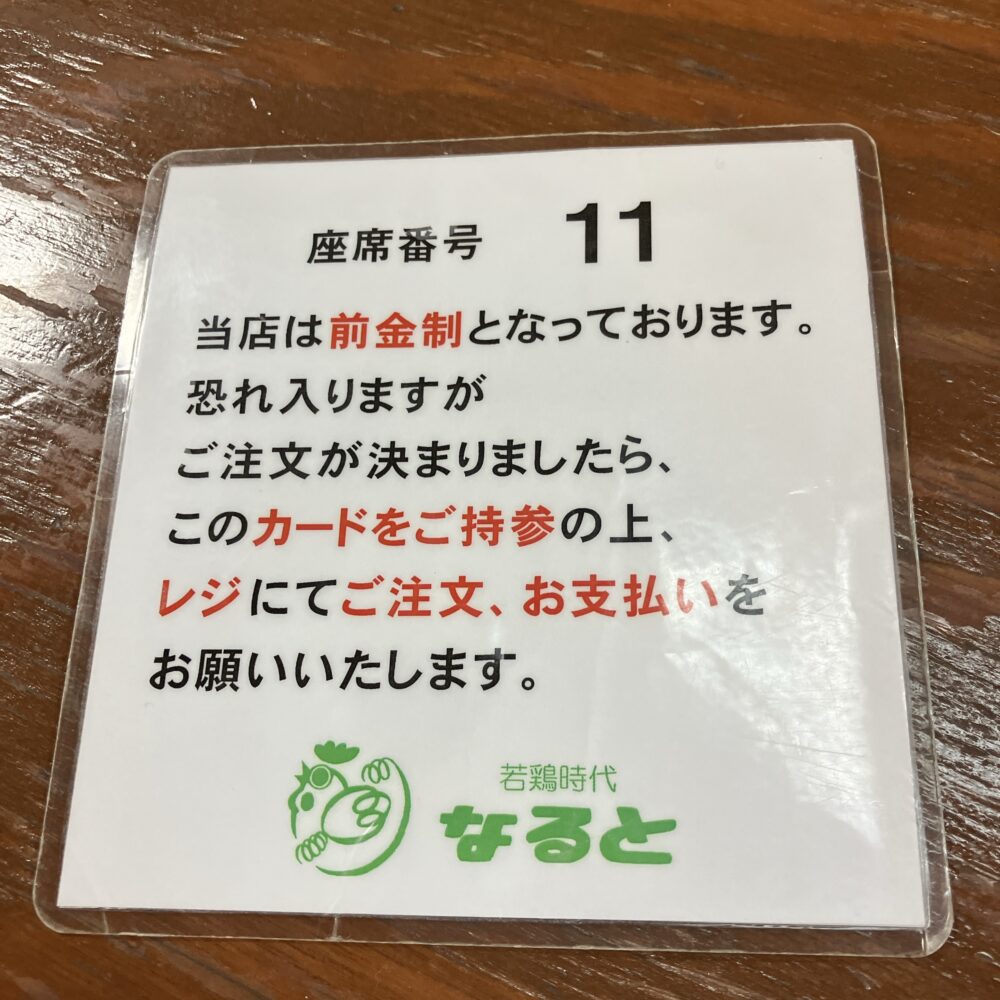 座席番号 11
当店は前金制となっております。
恐れ入りますが
ご注文が決まりましたら、
このカードをご持参の上、
レジにてご注文、お支払いを
お願いいたします。
若鶏時代
なると